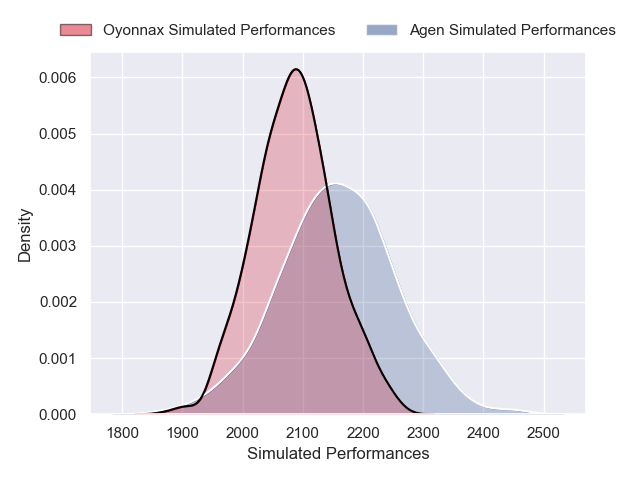 Oyonnax Simulated Performances Agen Simulated Performances
0.006
0.005
0.004
0.003
0.002
0.001
0.000
Density
1800 1900 2000 2100 2200 2300 2400 2500
Simulated Performances